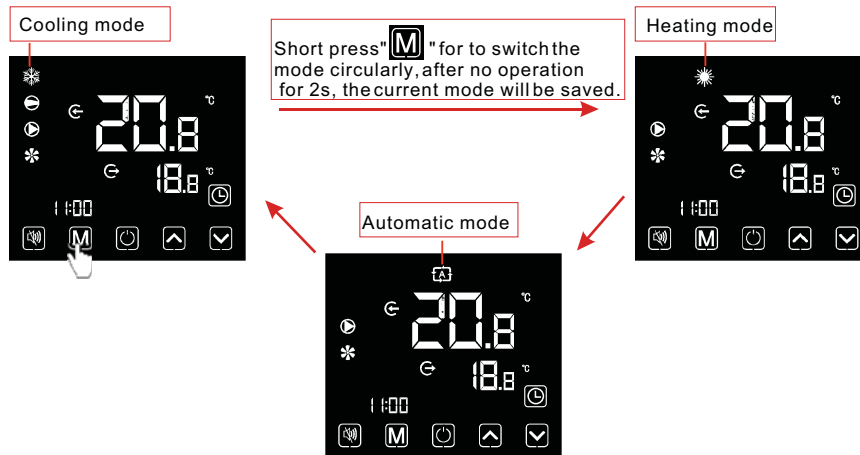 Cooling mode
Short press" M " for to switch the
mode circularly, after no operation
for 2s, the current mode will be saved.
Heating mode
20.8 °C
18.8 °C
11:00
M
20.8 °C
18.8 °C
11:00
M
Automatic mode
A
20.8 °C
18.8 °C
11:00
M